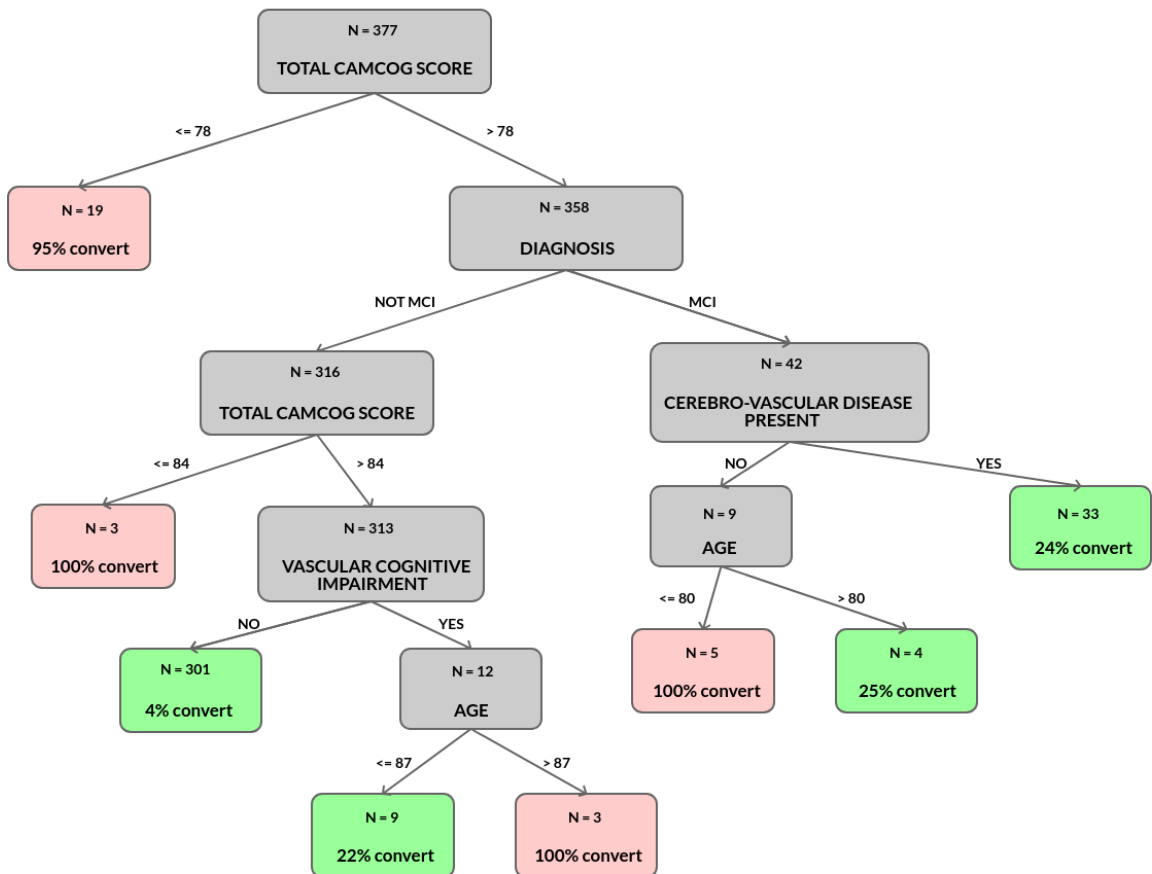 N = 377
TOTAL CAMCOG SCORE
<= 78
> 78
N = 19
95% convert
N = 358
DIAGNOSIS
NOT MCI
MCI
N = 316
TOTAL CAMCOG SCORE
N = 42
CEREBRO-VASCULAR DISEASE
PRESENT
<= 84
> 84
NO
YES
N = 3
100% convert
N = 313
VASCULAR COGNITIVE
IMPAIRMENT
N = 9
AGE
N = 33
24% convert
<= 80
> 80
NO
YES
N = 301
4% convert
N = 12
AGE
N = 5
100% convert
N = 4
25% convert
<= 87
> 87
N = 9
22% convert
N = 3
100% convert